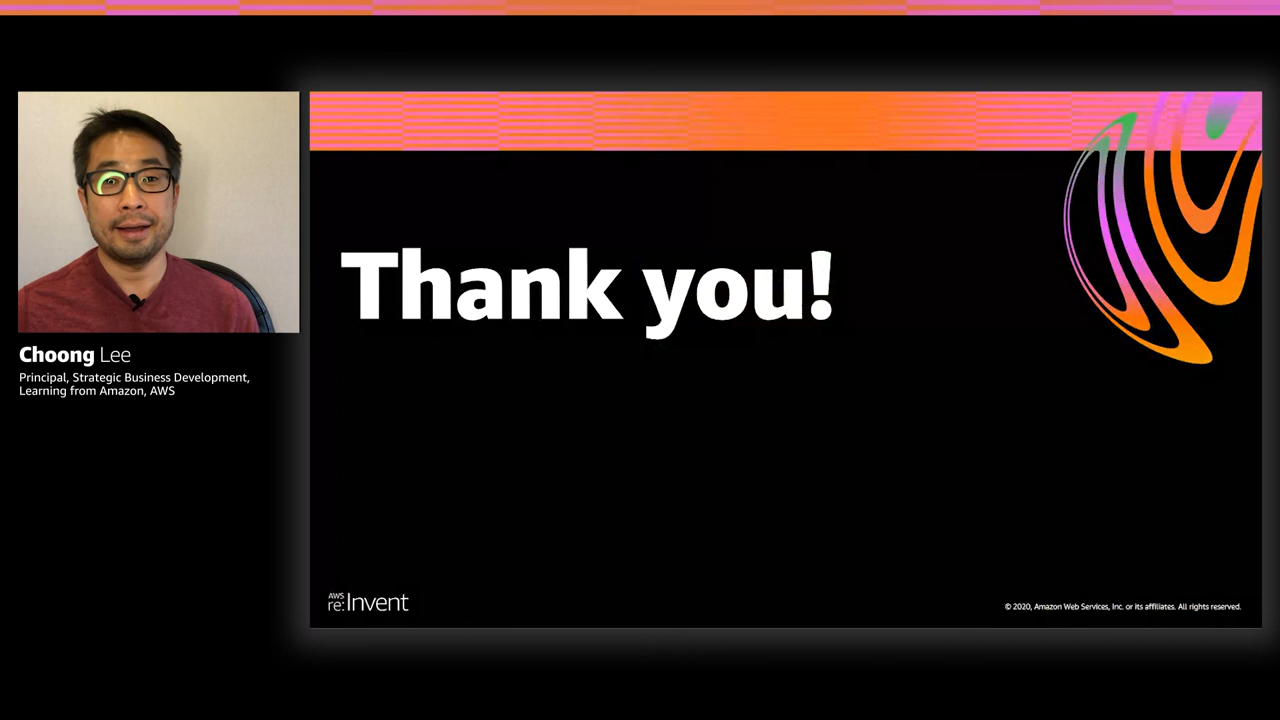 Thank you!
Choong Lee
Principal, Strategic Business Development,
Learning from Amazon, AWS
AWS
re:Invent
© 2020, Amazon Web Services, Inc. or its affiliates. All rights reserved.